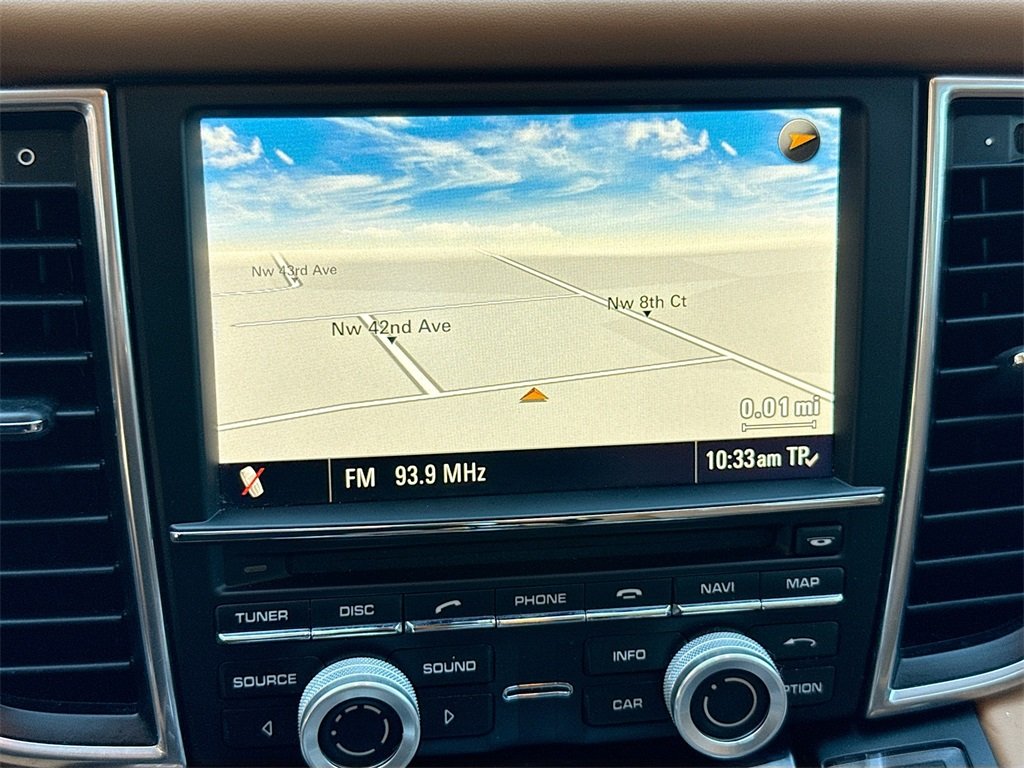 Nw 43rd Ave
Nw 8th Ct
Nw 42nd Ave
0.01 mi
FM 93.9 MHz
10:33am TP
TUNER
DISC
PHONE
NAVI
MAP
SOURCE
SOUND
INFO
CAR